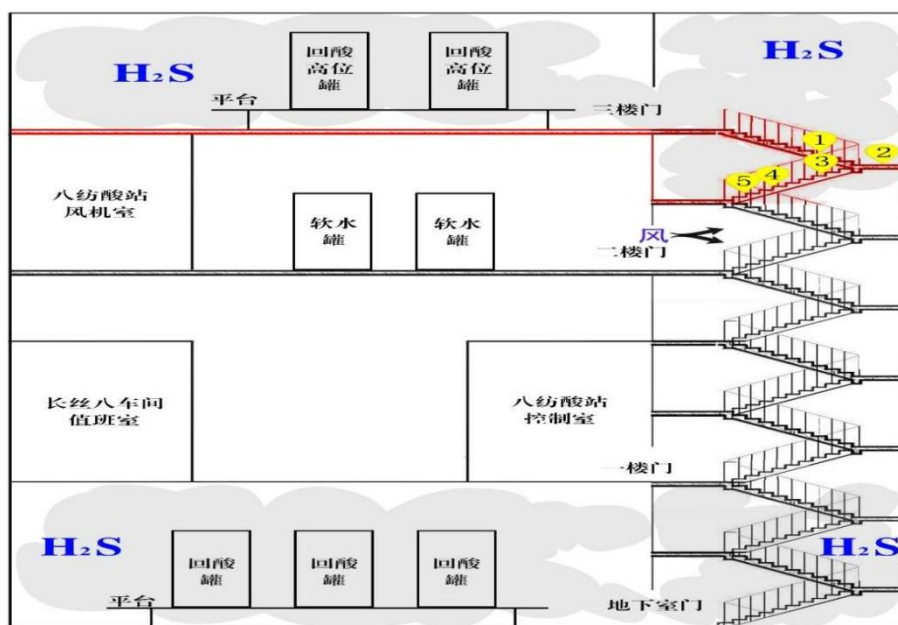 H₂S
回酸
高位
罐
回酸
高位
罐
H₂S
平台
三楼门
1
2
3
4
5
八纺酸站
风机室
软水
罐
软水
罐
风
二楼门
长丝八车间
值班室
八纺酸站
控制室
一楼门
H₂S
回酸
罐
回酸
罐
回酸
罐
H₂S
平台
地下室门